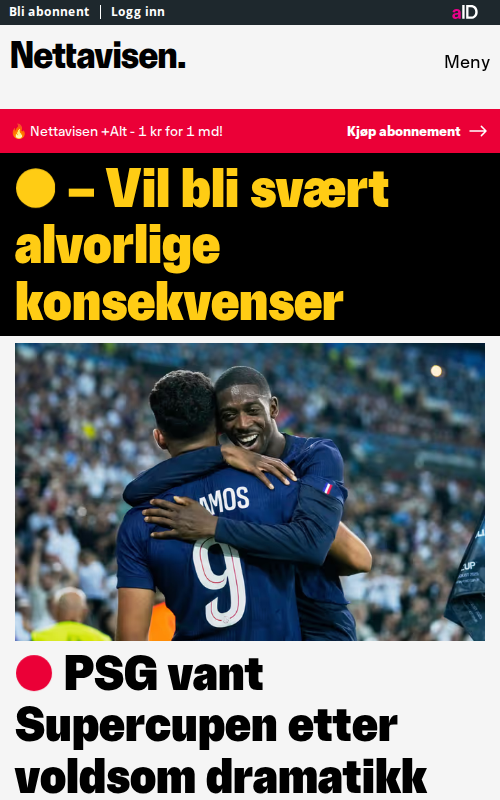 Bli abonnent Logg inn aID
Nettavisen.
Meny
🔥 Nettavisen +Alt - 1 kr for 1 md! Kjøp abonnement →
– Vil bli svært
alvorlige
konsekvenser
AMOS
9
CUP
PSG vant
Supercupen etter
voldsom dramatikk